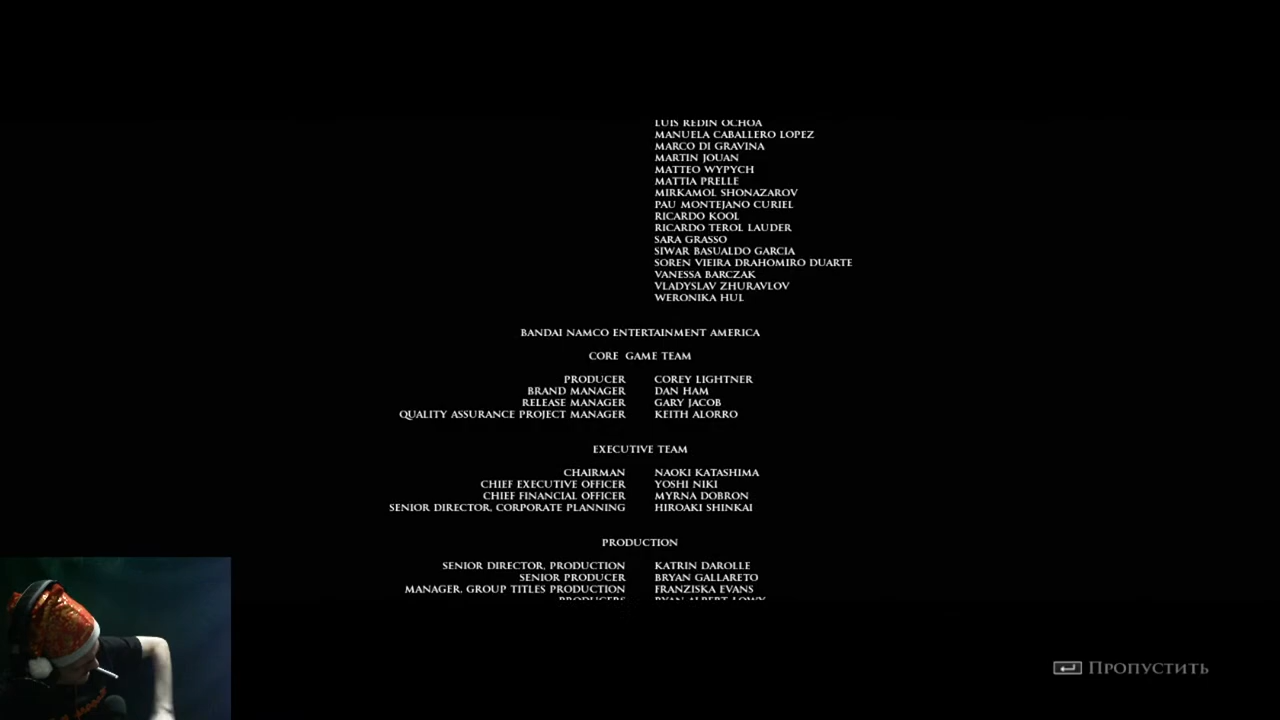 LUIS REDIN OCHOA
MANUELA CABALLERO LOPEZ
MARCO DI GRAVINA
MARTIN JOUAN
MATTEO WYPYCH
MATTIA PRELLE
MIRKAMOL SHONAZAROV
PAU MONTEJANO CURIEL
RICARDO KOOL
RICARDO TEROL LAUDER
SARA GRASSO
SIWAR BASUALDO GARCIA
SOREN VIEIRA DRAHOMIRO DUARTE
VANESSA BARCZAK
VLADYSLAV ZHURAVLOV
WERONIKA HUL
BANDAI NAMCO ENTERTAINMENT AMERICA
CORE GAME TEAM
PRODUCER COREY LIGHTNER
BRAND MANAGER DAN HAM
RELEASE MANAGER GARY JACOB
QUALITY ASSURANCE PROJECT MANAGER KEITH ALORRO
EXECUTIVE TEAM
CHAIRMAN NAOKI KATASHIMA
CHIEF EXECUTIVE OFFICER YOSHI NIKI
CHIEF FINANCIAL OFFICER MYRNA DOBRON
SENIOR DIRECTOR, CORPORATE PLANNING HIROAKI SHINKAI
PRODUCTION
SENIOR DIRECTOR, PRODUCTION KATRIN DAROLLE
SENIOR PRODUCER BRYAN GALLARETO
MANAGER, GROUP TITLES PRODUCTION FRANZISKA EVANS
PRODUCERS RYAN ALBERT LOWY
Пропустить